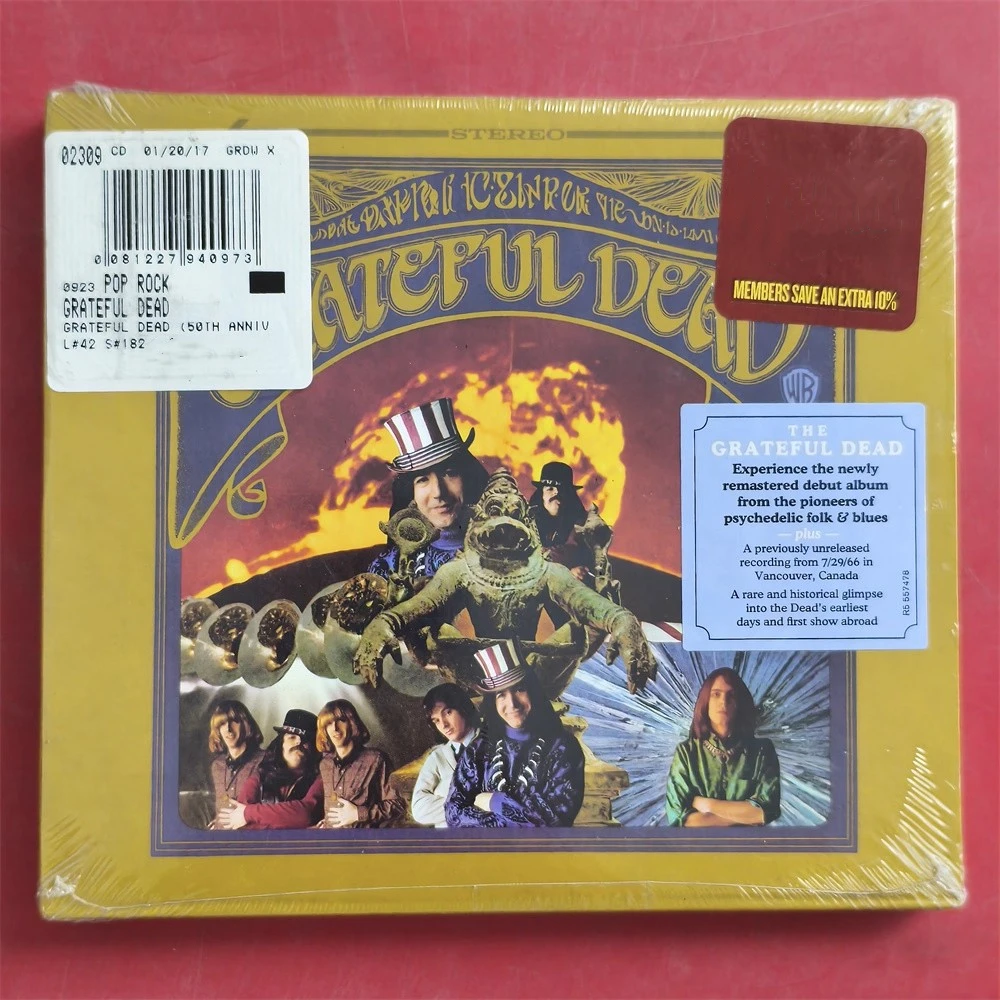 02309 CD 01/20/17 GRDW X
0 081227 940973
0923 POP ROCK
GRATEFUL DEAD
GRATEFUL DEAD (50TH ANNIV
L#42 S#182
STEREO
MEMBERS SAVE AN EXTRA 10%
RATEFUL DEAD
WB
THE
GRATEFUL DEAD
Experience the newly
remastered debut album
from the pioneers of
psychedelic folk & blues
— plus —
A previously unreleased
recording from 7/29/66 in
Vancouver, Canada
A rare and historical glimpse
into the Dead's earliest
days and first show abroad
R5 557478